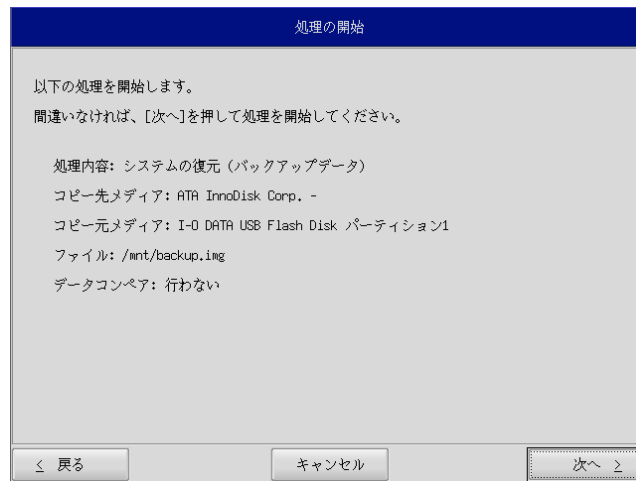 処理の開始
以下の処理を開始します。
間違いなければ、[次へ]を押して処理を開始してください。
処理内容: システムの復元（バックアップデータ）
コピー先メディア: ATA InnoDisk Corp. -
コピー元メディア: I-O DATA USB Flash Disk パーティション1
ファイル: /mnt/backup.img
データコンペア: 行わない
≤ 戻る キャンセル 次へ ≥